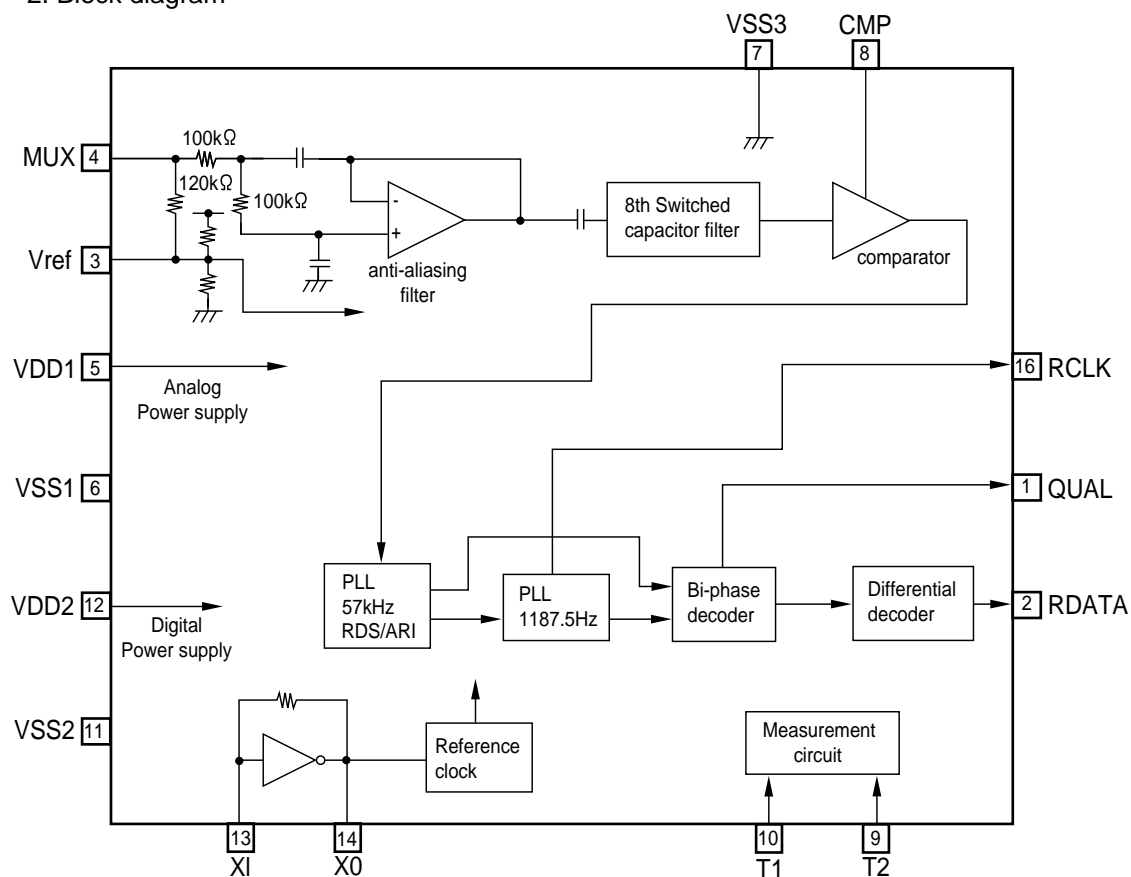 2. Block diagram
VSS3
CMP
7
8
MUX
4
100kΩ
120kΩ
100kΩ
-
+
anti-aliasing
filter
8th Switched
capacitor filter
comparator
Vref
3
VDD1
5
Analog
Power supply
16
RCLK
VSS1
6
1
QUAL
VDD2
12
Digital
Power supply
PLL
57kHz
RDS/ARI
PLL
1187.5Hz
Bi-phase
decoder
Differential
decoder
2
RDATA
VSS2
11
Reference
clock
Measurement
circuit
13
14
10
9
XI
X0
T1
T2